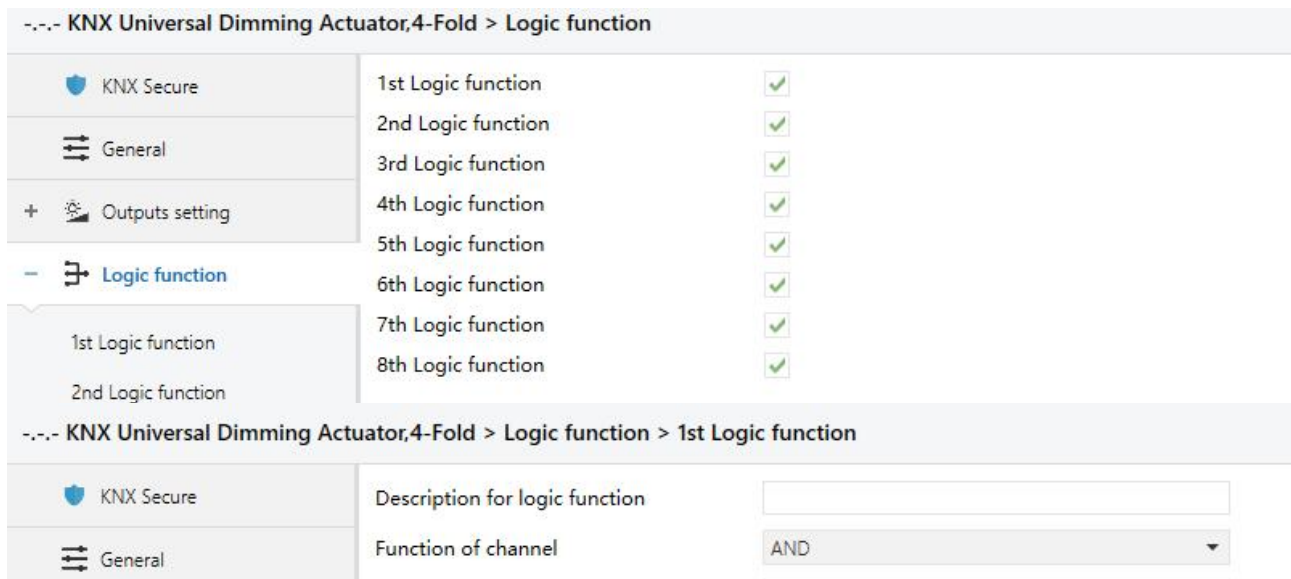 -.-.- KNX Universal Dimming Actuator,4-Fold > Logic function
KNX Secure
General
+ Outputs setting
− Logic function
1st Logic function
2nd Logic function
1st Logic function
2nd Logic function
3rd Logic function
4th Logic function
5th Logic function
6th Logic function
7th Logic function
8th Logic function
-.-.- KNX Universal Dimming Actuator,4-Fold > Logic function > 1st Logic function
KNX Secure
General
Description for logic function
Function of channel AND